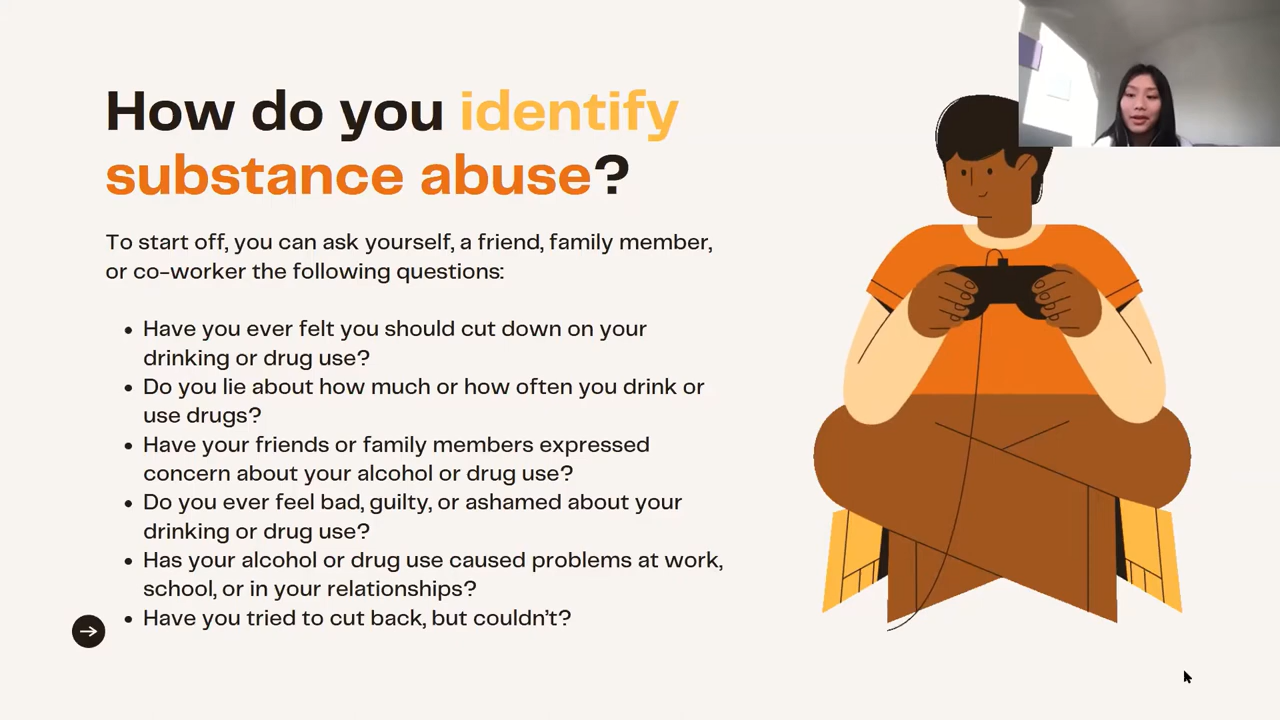 How do you identify
substance abuse?
To start off, you can ask yourself, a friend, family member,
or co-worker the following questions:
• Have you ever felt you should cut down on your
drinking or drug use?
• Do you lie about how much or how often you drink or
use drugs?
• Have your friends or family members expressed
concern about your alcohol or drug use?
• Do you ever feel bad, guilty, or ashamed about your
drinking or drug use?
• Has your alcohol or drug use caused problems at work,
school, or in your relationships?
• Have you tried to cut back, but couldn't?